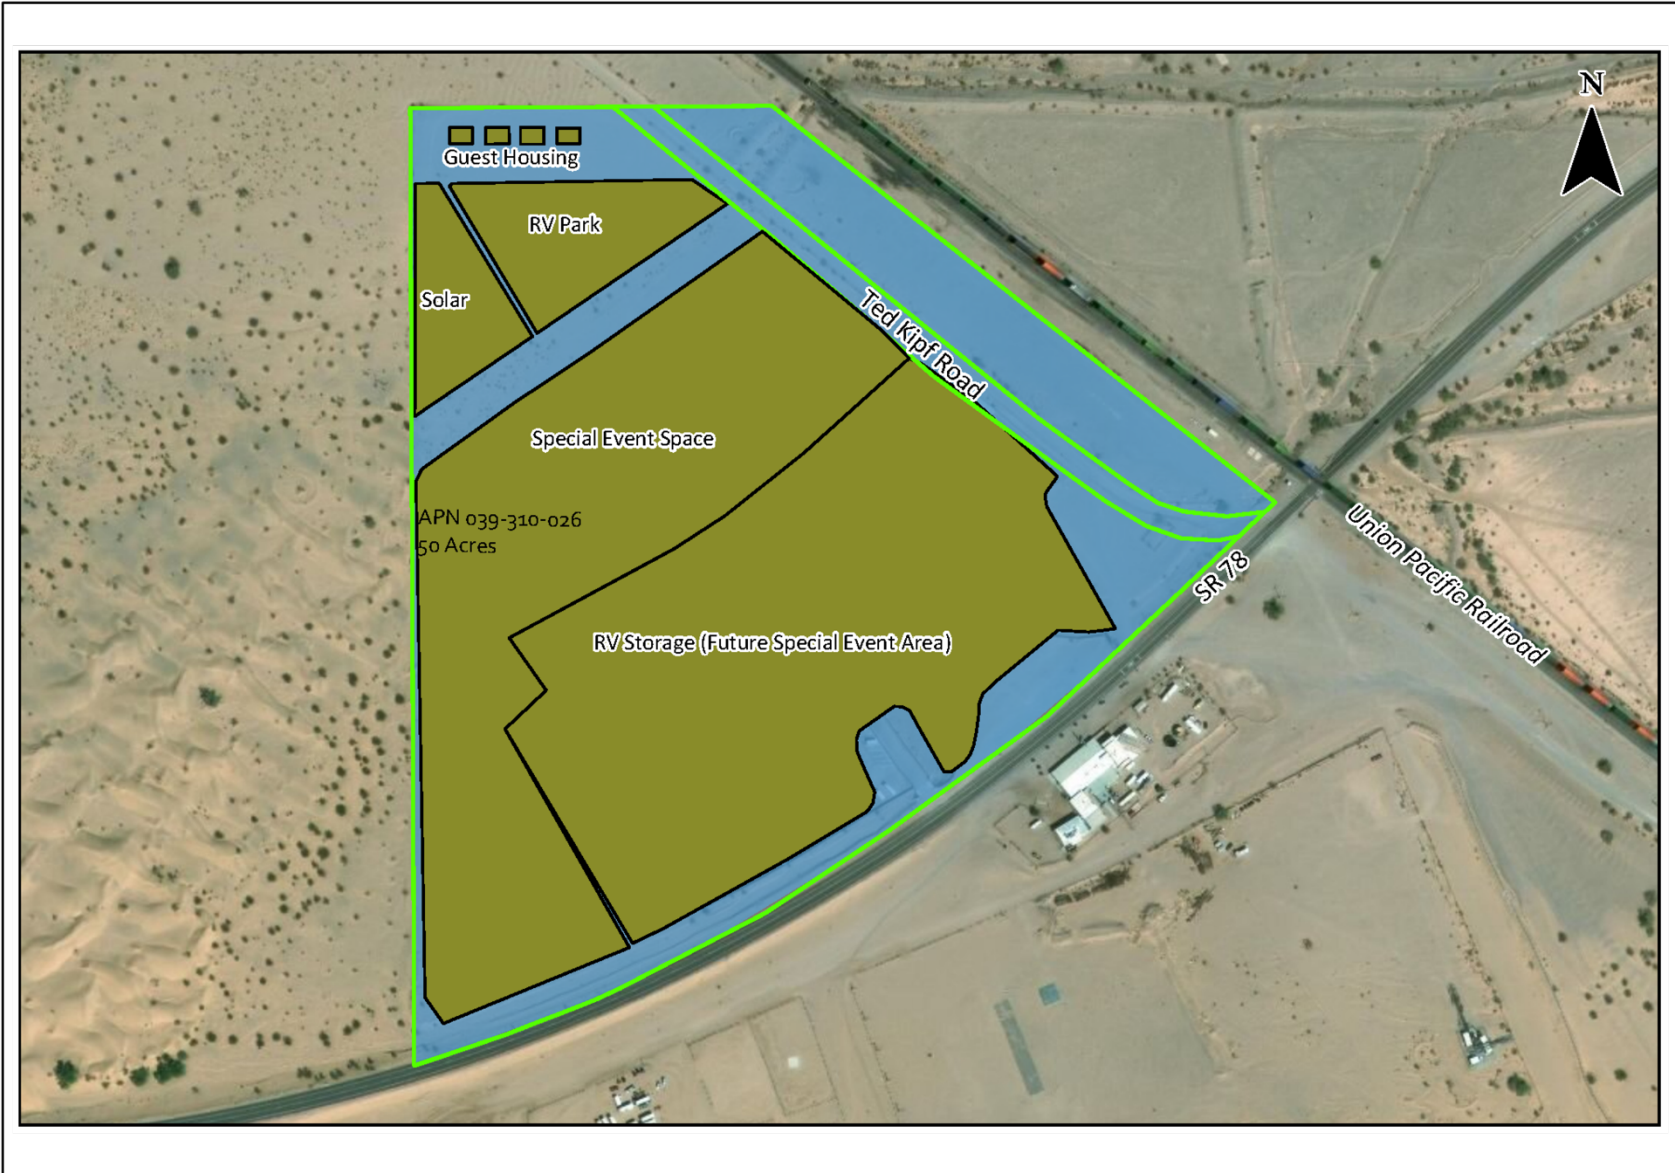 N
Guest Housing
RV Park
Solar
Ted Kipf Road
Special Event Space
APN 039-310-026
50 Acres
SR 78
Union Pacific Railroad
RV Storage (Future Special Event Area)